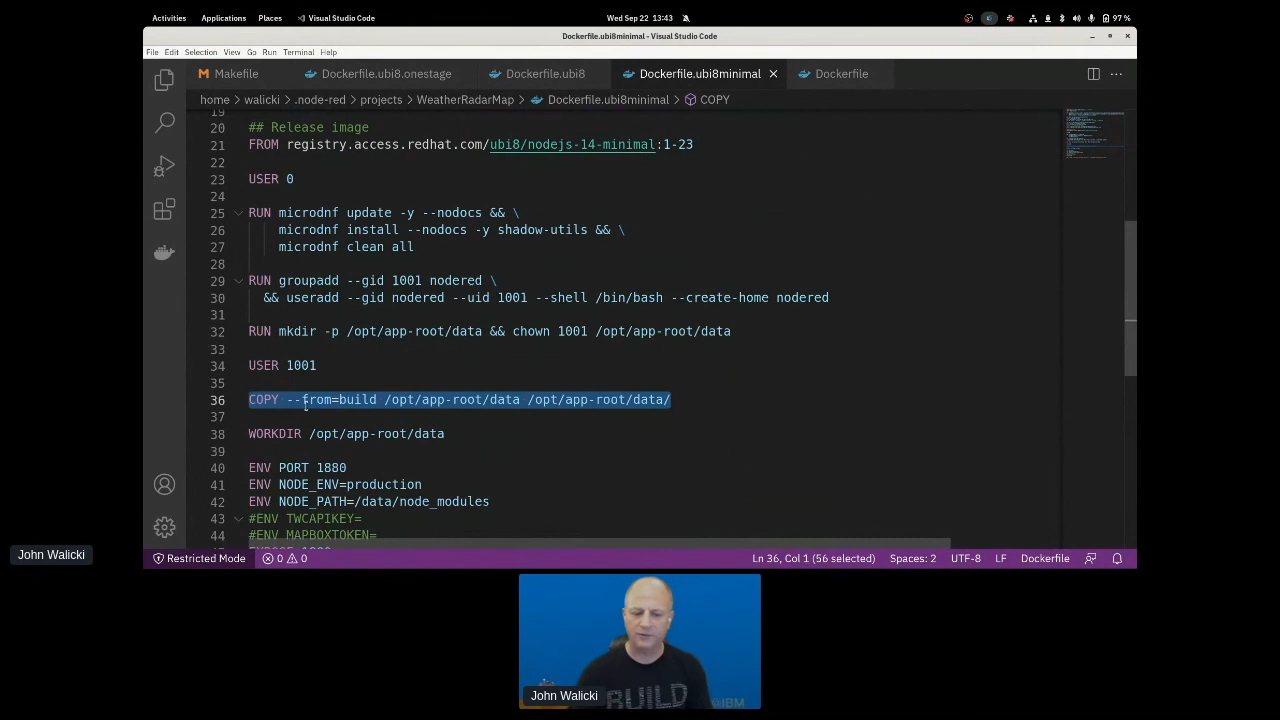 Activities Applications Places Visual Studio Code Wed Sep 22 13:43 97 %
Dockerfile.ubi8minimal - Visual Studio Code
File Edit Selection View Go Run Terminal Help
Makefile Dockerfile.ubi8.onestage Dockerfile.ubi8 Dockerfile.ubi8minimal Dockerfile
home > walicki > .node-red > projects > WeatherRadarMap > Dockerfile.ubi8minimal > COPY
19
20 ## Release image
21 FROM registry.access.redhat.com/ubi8/nodejs-14-minimal:1-23
22
23 USER 0
24
25 RUN microdnf update -y --nodocs && \
26 microdnf install --nodocs -y shadow-utils && \
27 microdnf clean all
28
29 RUN groupadd --gid 1001 nodered \
30 && useradd --gid nodered --uid 1001 --shell /bin/bash --create-home nodered
31
32 RUN mkdir -p /opt/app-root/data && chown 1001 /opt/app-root/data
33
34 USER 1001
35
36 COPY --from=build /opt/app-root/data /opt/app-root/data/
37
38 WORKDIR /opt/app-root/data
39
40 ENV PORT 1880
41 ENV NODE_ENV=production
42 ENV NODE_PATH=/data/node_modules
43 #ENV TWCAPIKEY=
44 #ENV MAPBOXTOKEN=
John Walicki
Restricted Mode 0 0 Ln 36, Col 1 (56 selected) Spaces: 2 UTF-8 LF Dockerfile
BUILD
John Walicki
IBM